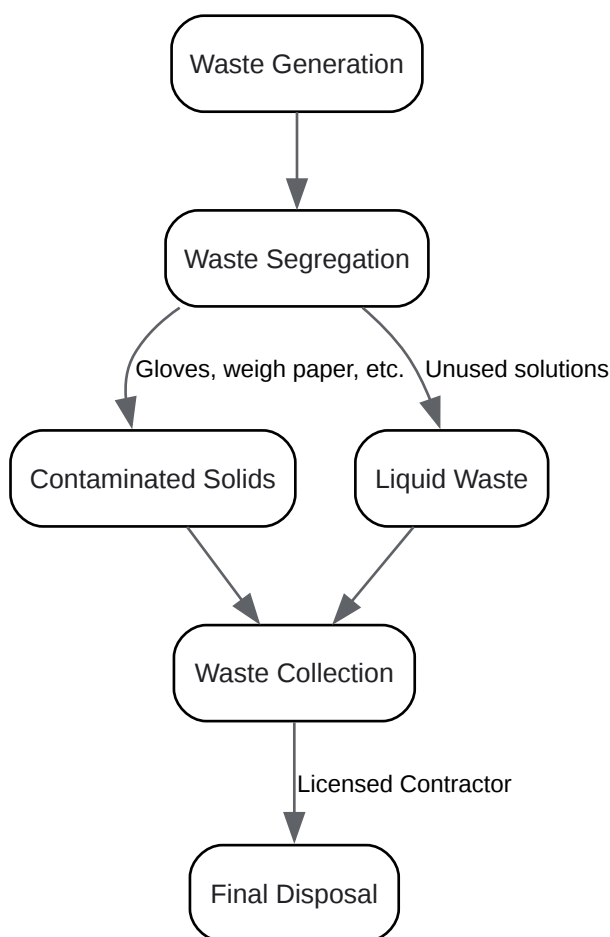 Waste Generation
Waste Segregation
Gloves, weigh paper, etc.
Unused solutions
Contaminated Solids
Liquid Waste
Waste Collection
Licensed Contractor
Final Disposal